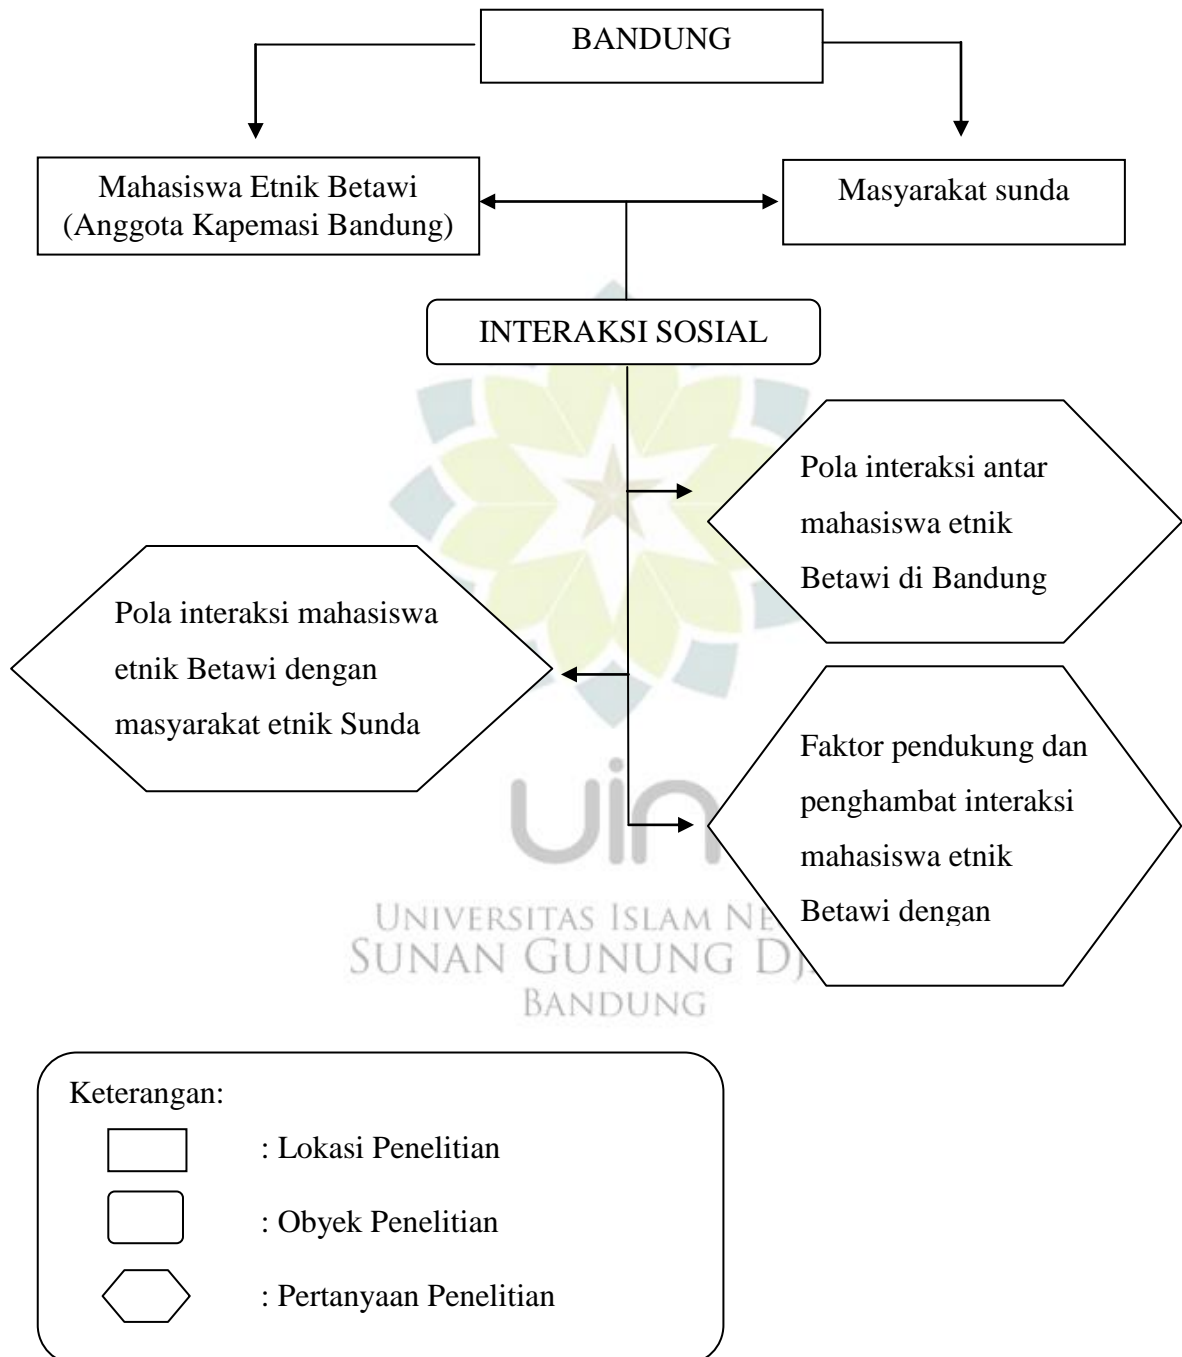 BANDUNG
Mahasiswa Etnik Betawi
(Anggota Kapemasi Bandung)
Masyarakat sunda
INTERAKSI SOSIAL
Pola interaksi antar
mahasiswa etnik
Betawi di Bandung
Pola interaksi mahasiswa
etnik Betawi dengan
masyarakat etnik Sunda
Faktor pendukung dan
penghambat interaksi
mahasiswa etnik
Betawi dengan
uin
UNIVERSITAS ISLAM NE
SUNAN GUNUNG DJ
BANDUNG
Keterangan:
: Lokasi Penelitian
: Obyek Penelitian
: Pertanyaan Penelitian